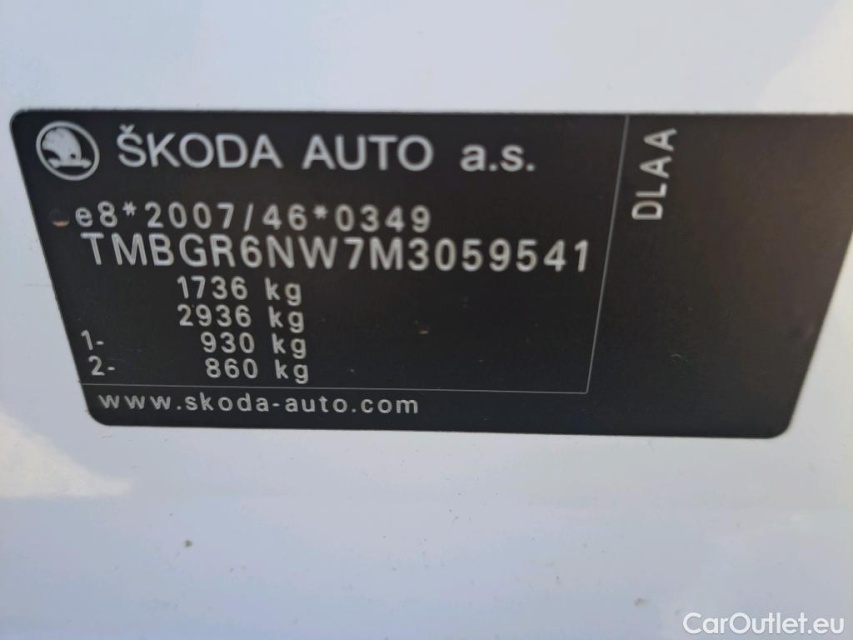 ŠKODA AUTO a.s.
e8*2007/46*0349
TMBGR6NW7M3059541
1736 kg
2936 kg
1- 930 kg
2- 860 kg
www.skoda-auto.com
DLAA
CarOutlet.eu